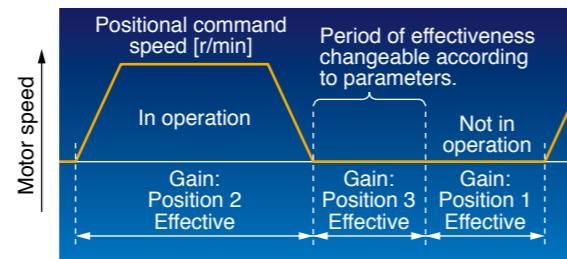 Motor speed
Positional command
speed [r/min]
Period of effectiveness
changeable according
to parameters.
In operation
Not in
operation
Gain:
Position 2
Effective
Gain:
Position 3
Effective
Gain:
Position 1
Effective